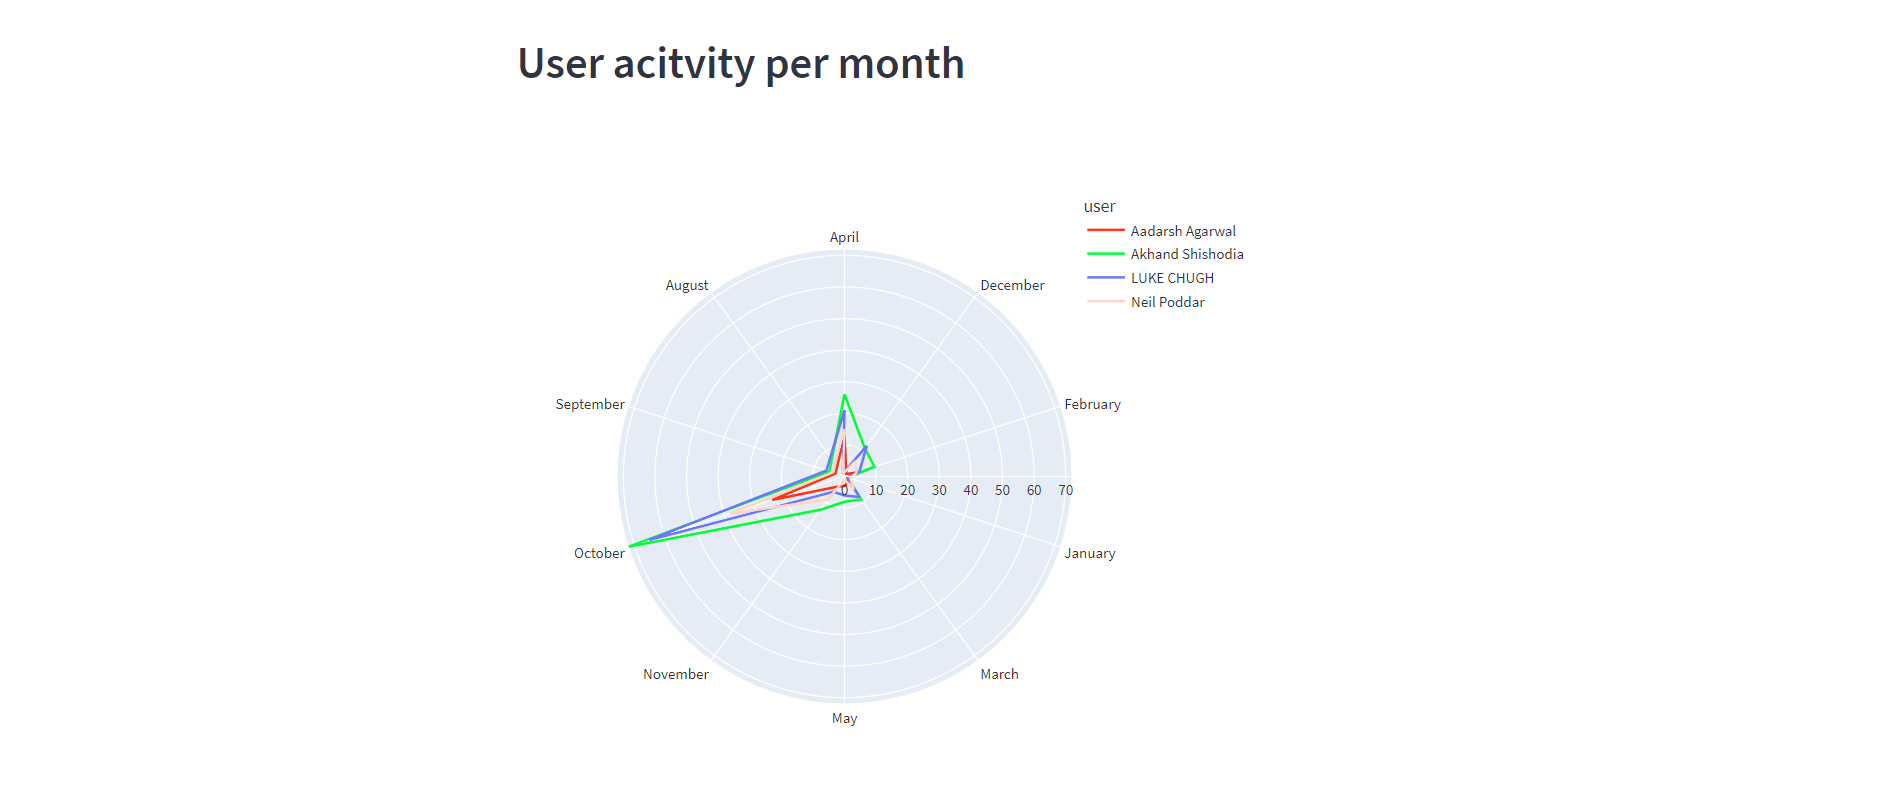 User acitvity per month
user
Aadarsh Agarwal
Akhand Shishodia
LUKE CHUGH
Neil Poddar
April
August
December
September
February
0 10 20 30 40 50 60 70
October
January
November
March
May